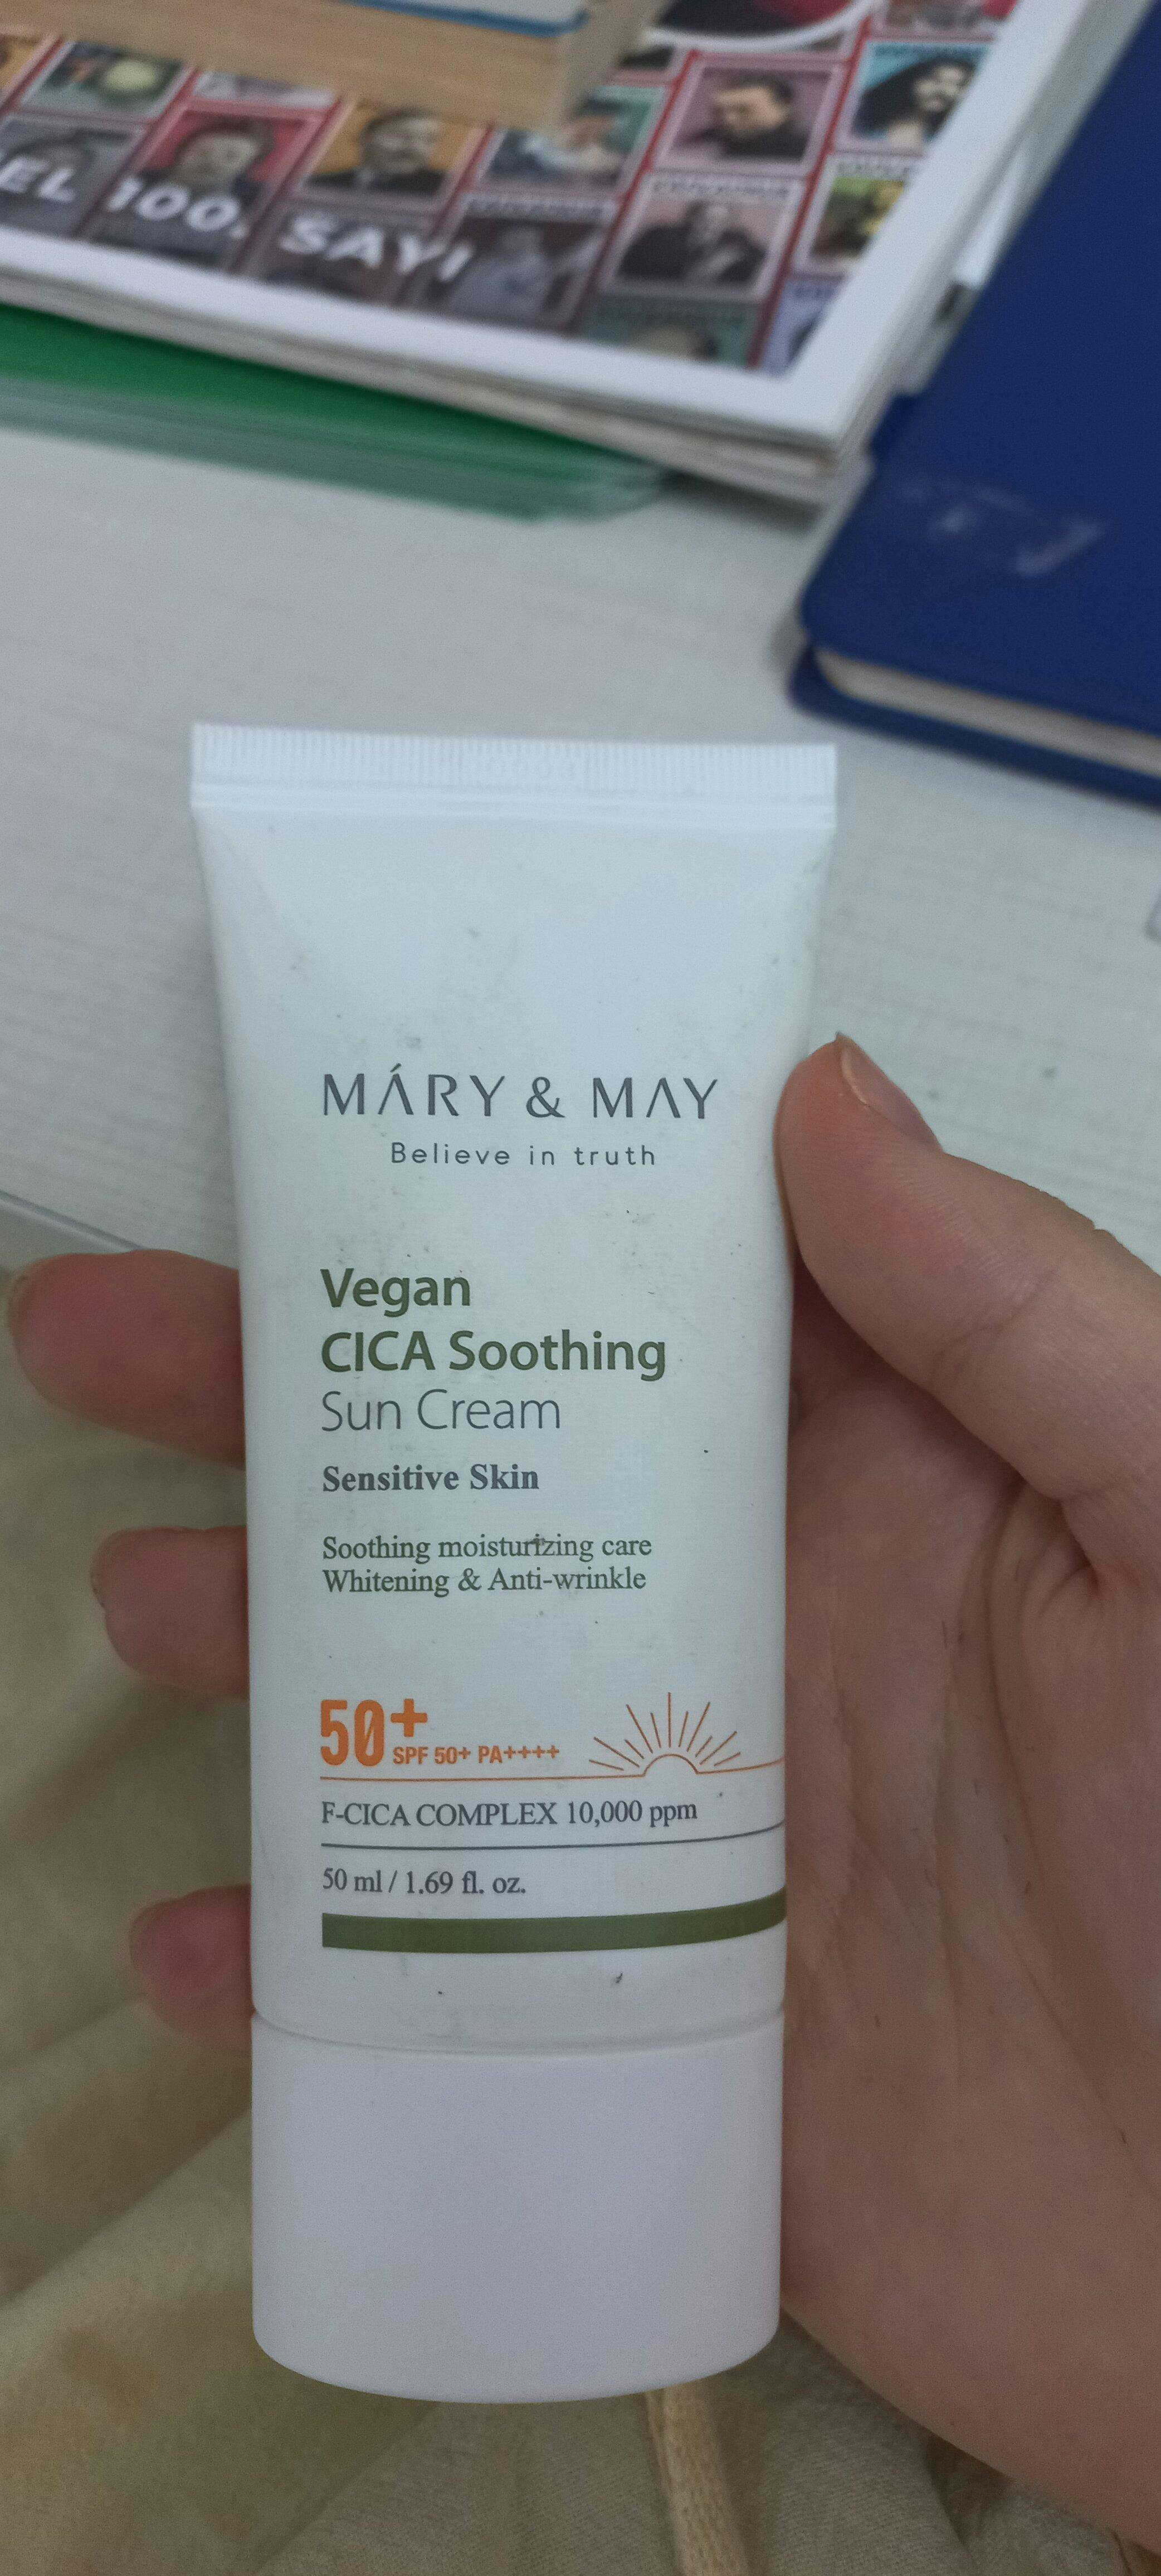 EL 100. SAYI
MÁRY & MAY
Believe in truth
Vegan
CICA Soothing
Sun Cream
Sensitive Skin
Soothing moisturizing care
Whitening & Anti-wrinkle
50+
SPF 50+ PA++++
F-CICA COMPLEX 10,000 ppm
50 ml / 1.69 fl. oz.